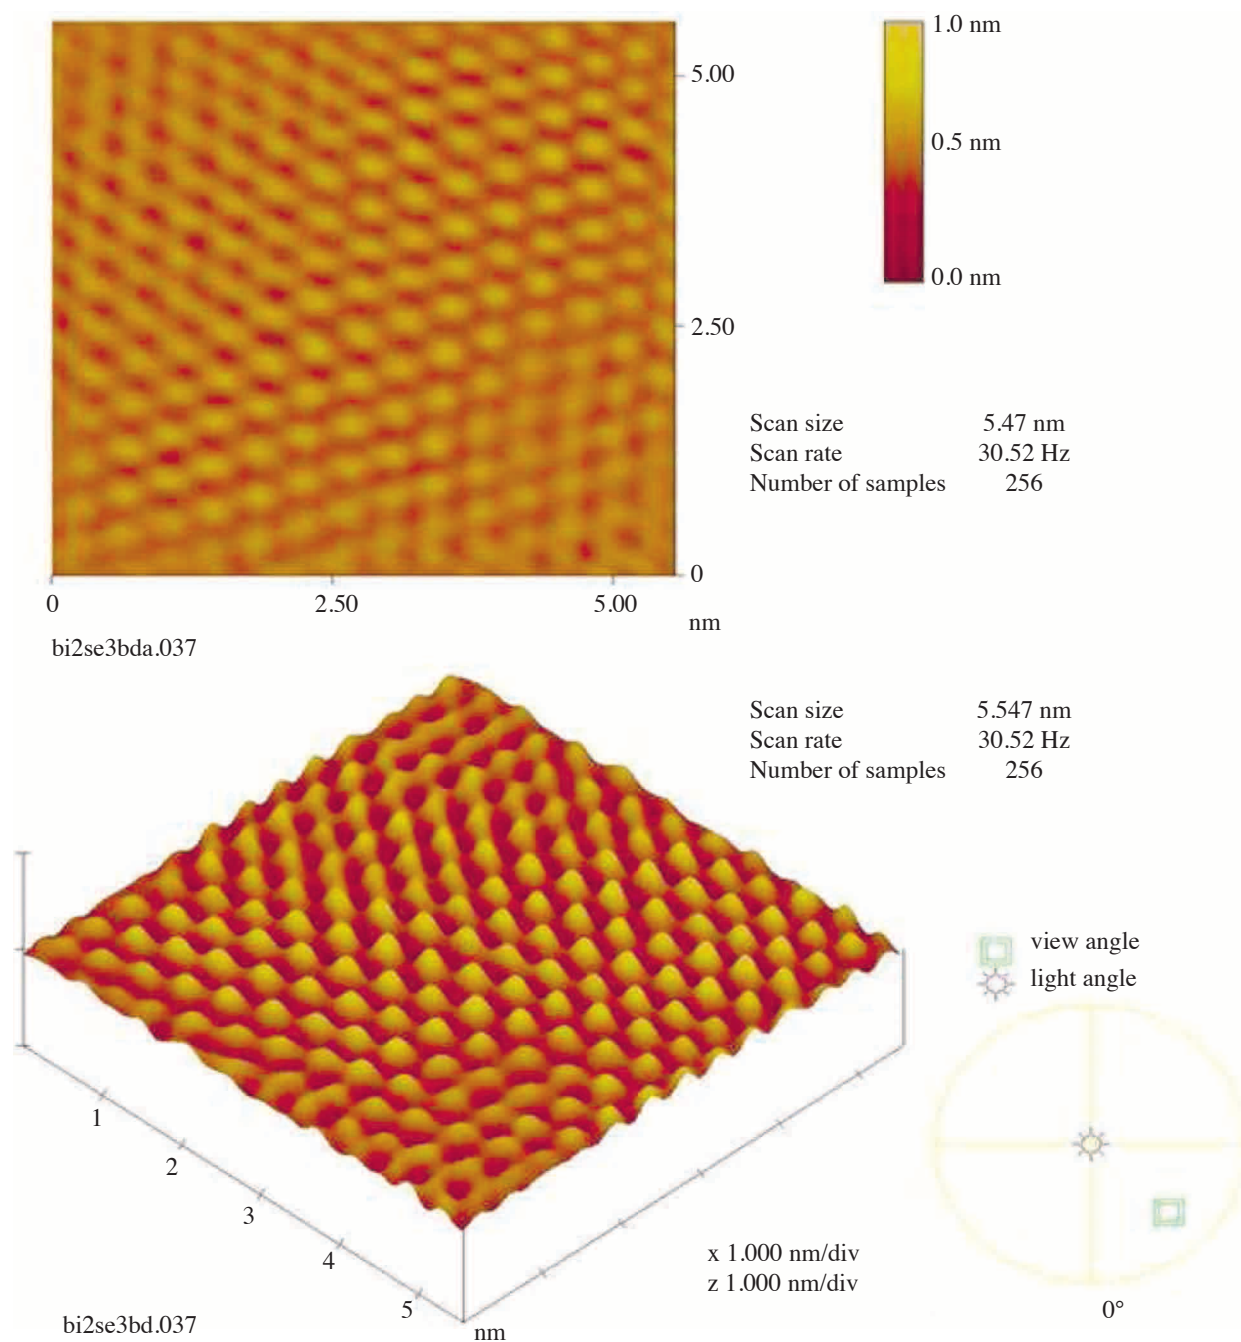 1.0 nm
5.00
0.5 nm
0.0 nm
2.50
Scan size 5.47 nm
Scan rate 30.52 Hz
Number of samples 256
0
0 2.50 5.00
nm
bi2se3bda.037
Scan size 5.547 nm
Scan rate 30.52 Hz
Number of samples 256
view angle
light angle
1
2
3
4
5
x 1.000 nm/div
z 1.000 nm/div
0°
bi2se3bd.037
nm